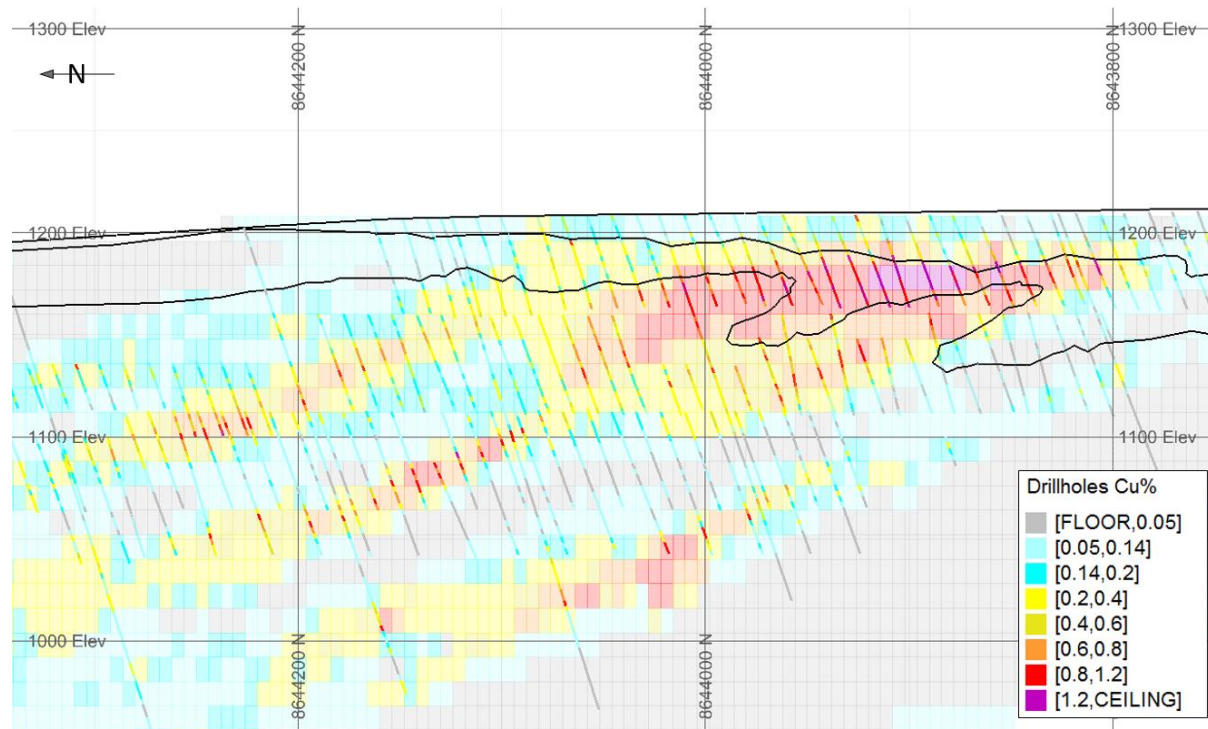 1300 Elev
1300 Elev
N
8644200 N
8644000 N
8643800 N
1200 Elev
1200 Elev
1100 Elev
1100 Elev
1000 Elev
8644200 N
8644000 N
Drillholes Cu%
[FLOOR,0.05]
[0.05,0.14]
[0.14,0.2]
[0.2,0.4]
[0.4,0.6]
[0.6,0.8]
[0.8,1.2]
[1.2,CEILING]